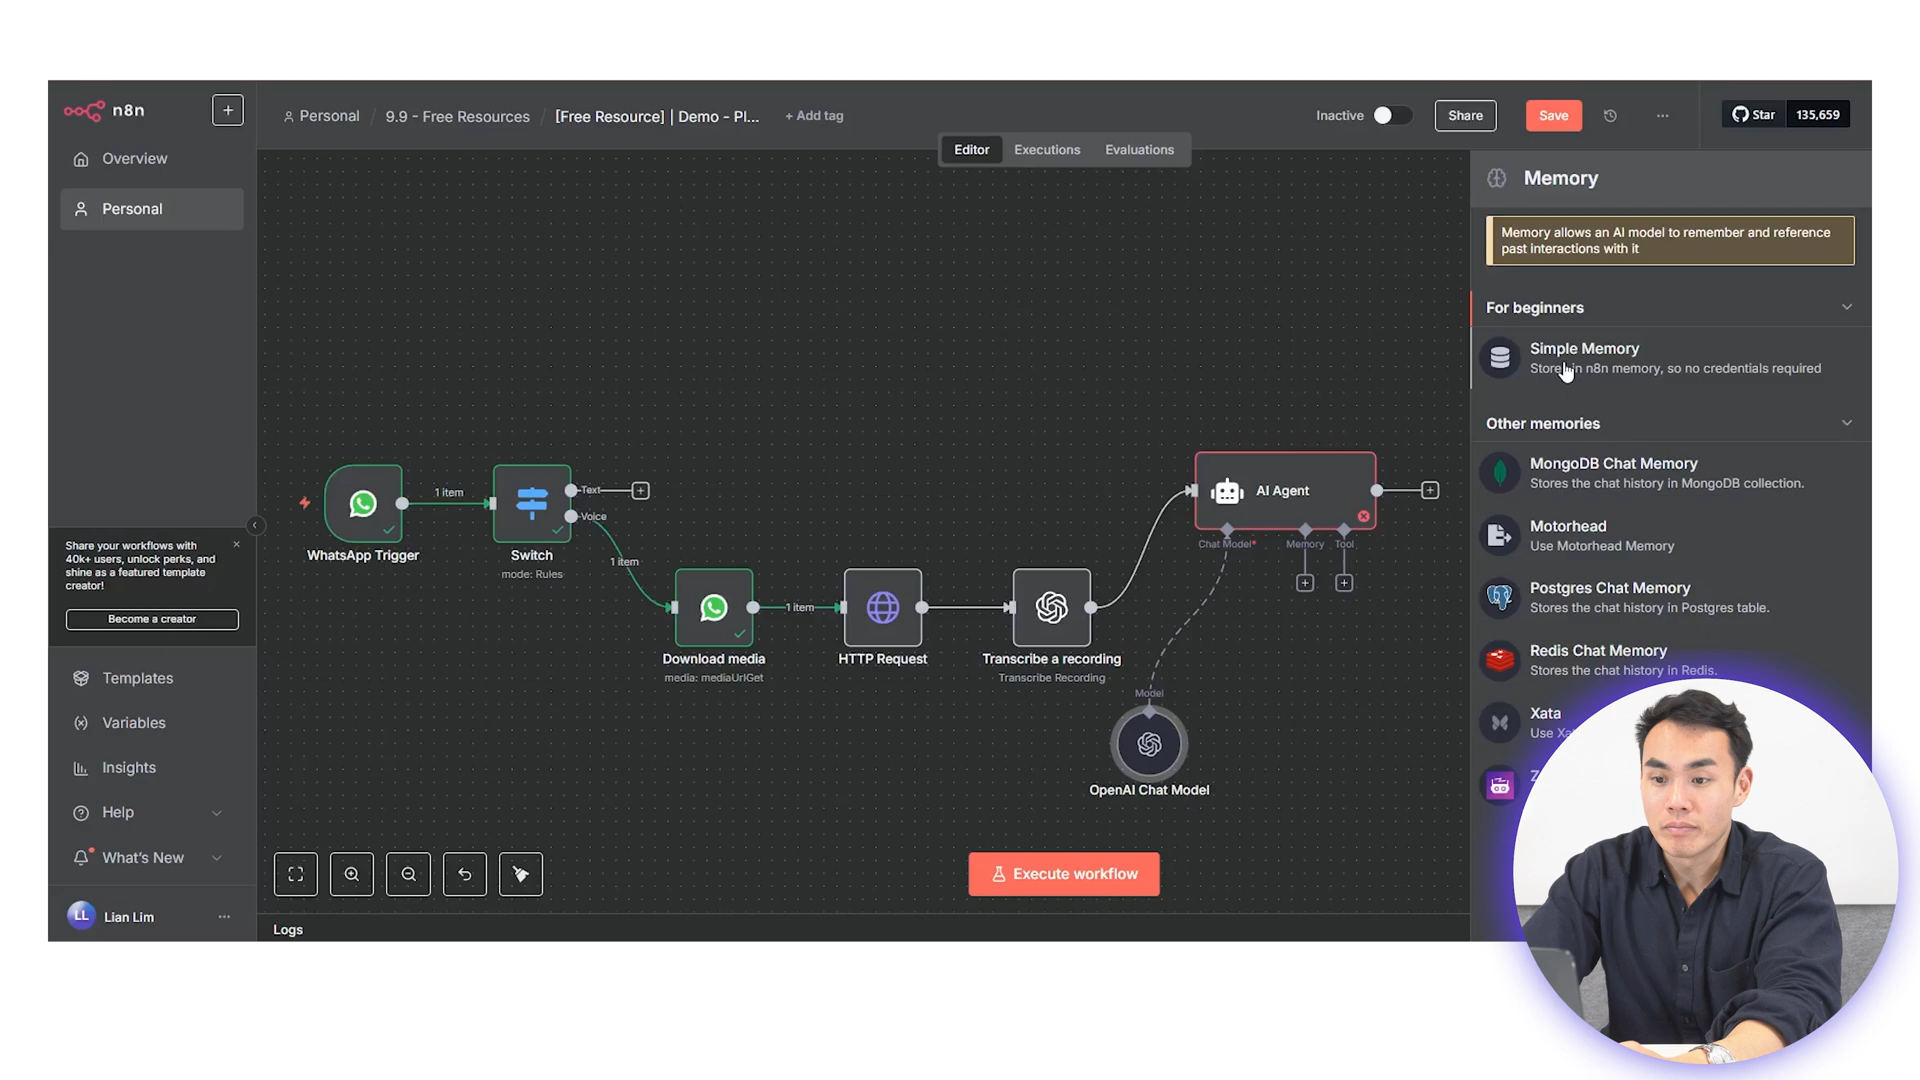 n8n
Overview
Personal
Share your workflows with
40k+ users, unlock perks, and
shine as a featured template
creator!
Become a creator
Templates
Variables
Insights
Help
What's New
LL
Lian Lim
Personal / 9.9 - Free Resources / [Free Resource] | Demo - Pl...
+ Add tag
Inactive
Share
Save
Star 135,659
Editor
Executions
Evaluations
WhatsApp Trigger
1 item
Switch
mode: Rules
Text
Voice
1 item
Download media
media: mediaUrlGet
1 item
HTTP Request
Transcribe a recording
Transcribe Recording
AI Agent
Chat Model*
Memory
Tool
Model
OpenAI Chat Model
Execute workflow
Logs
Memory
Memory allows an AI model to remember and reference
past interactions with it
For beginners
Simple Memory
in n8n memory, so no credentials required
Other memories
MongoDB Chat Memory
Stores the chat history in MongoDB collection.
Motorhead
Use Motorhead Memory
Postgres Chat Memory
Stores the chat history in Postgres table.
Redis Chat Memory
Stores the chat history in Redis.
Xata
Use